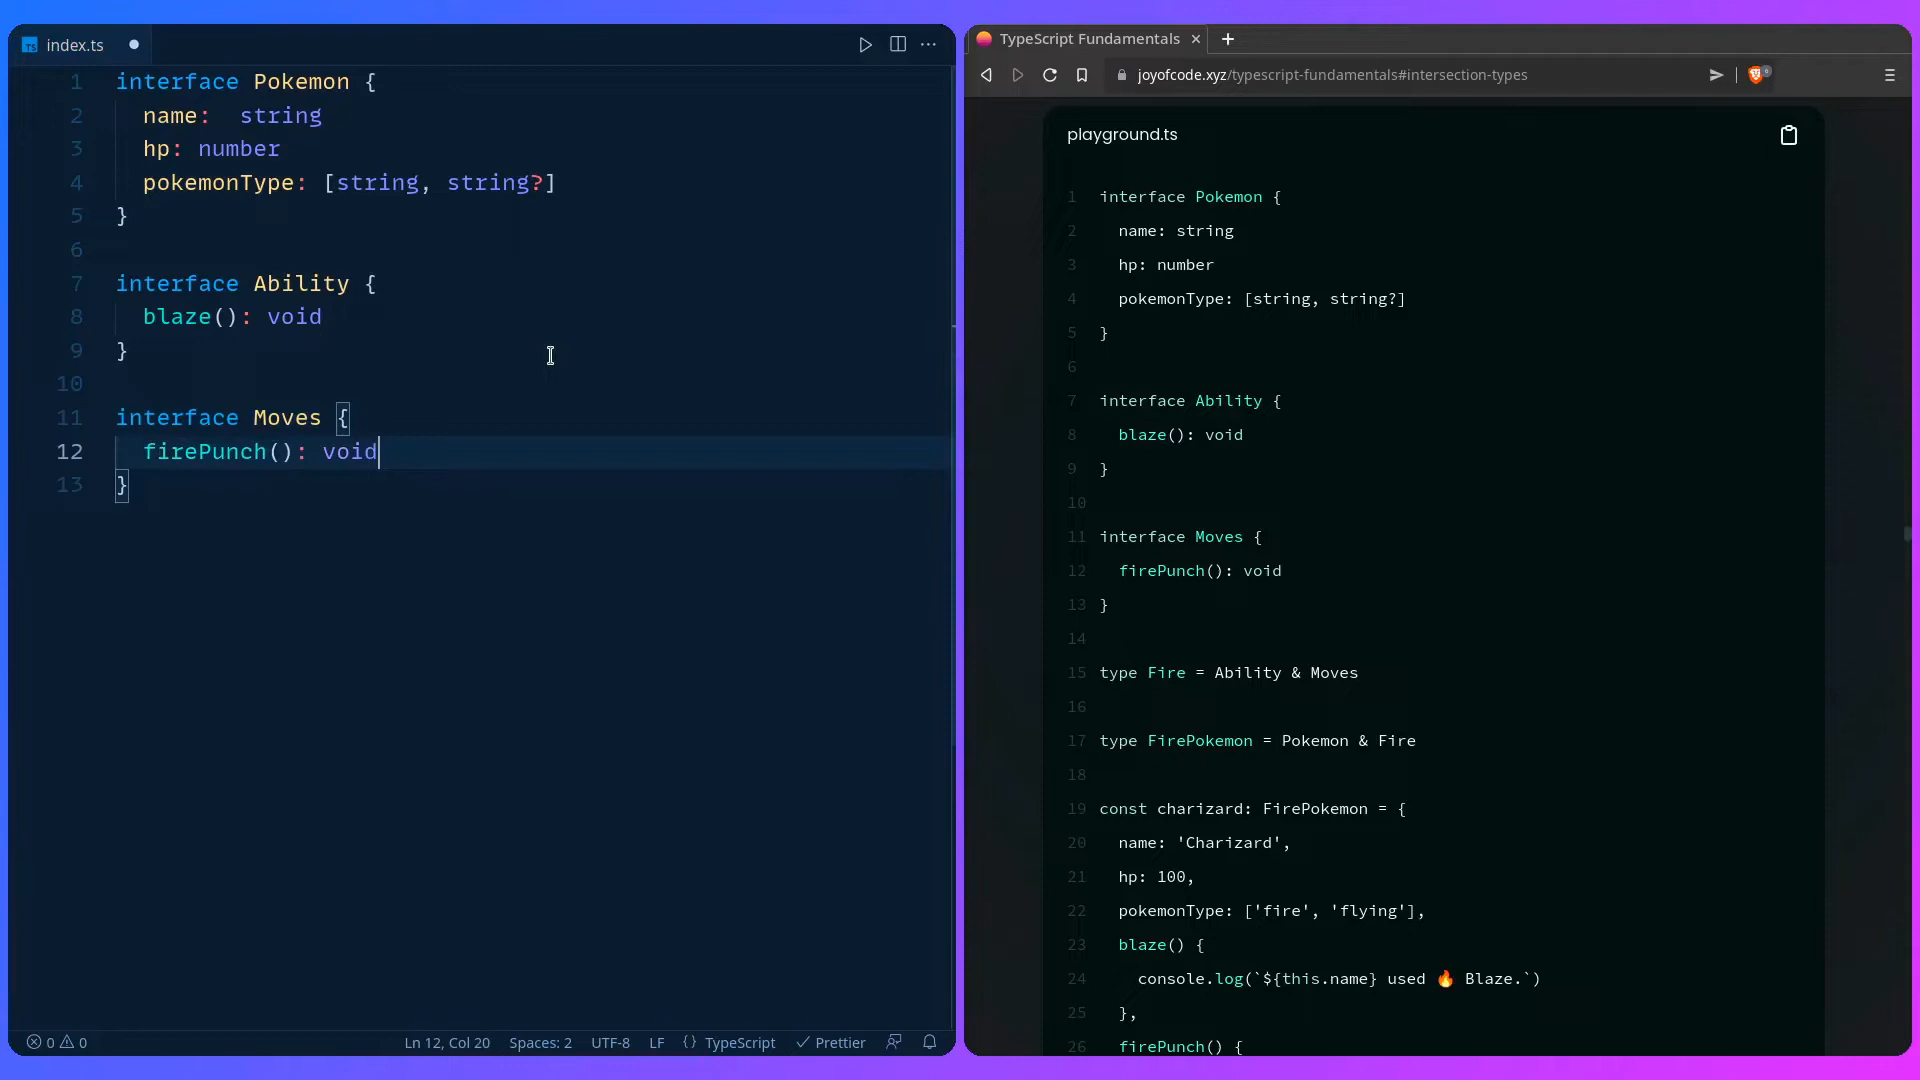 index.ts
1 interface Pokemon {
2 name:  string
3 hp: number
4 pokemonType: [string, string?]
5 }
6
7 interface Ability {
8 blaze(): void
9 }
10
11 interface Moves {
12 firePunch(): void
13 }
0 0 Ln 12, Col 20 Spaces: 2 UTF-8 LF {} TypeScript Prettier
TypeScript Fundamentals
joyofcode.xyz/typescript-fundamentals#intersection-types
playground.ts
1 interface Pokemon {
2 name: string
3 hp: number
4 pokemonType: [string, string?]
5 }
6
7 interface Ability {
8 blaze(): void
9 }
10
11 interface Moves {
12 firePunch(): void
13 }
14
15 type Fire = Ability & Moves
16
17 type FirePokemon = Pokemon & Fire
18
19 const charizard: FirePokemon = {
20 name: 'Charizard',
21 hp: 100,
22 pokemonType: ['fire', 'flying'],
23 blaze() {
24 console.log(`${this.name} used 🔥 Blaze.`)
25 },
26 firePunch() {